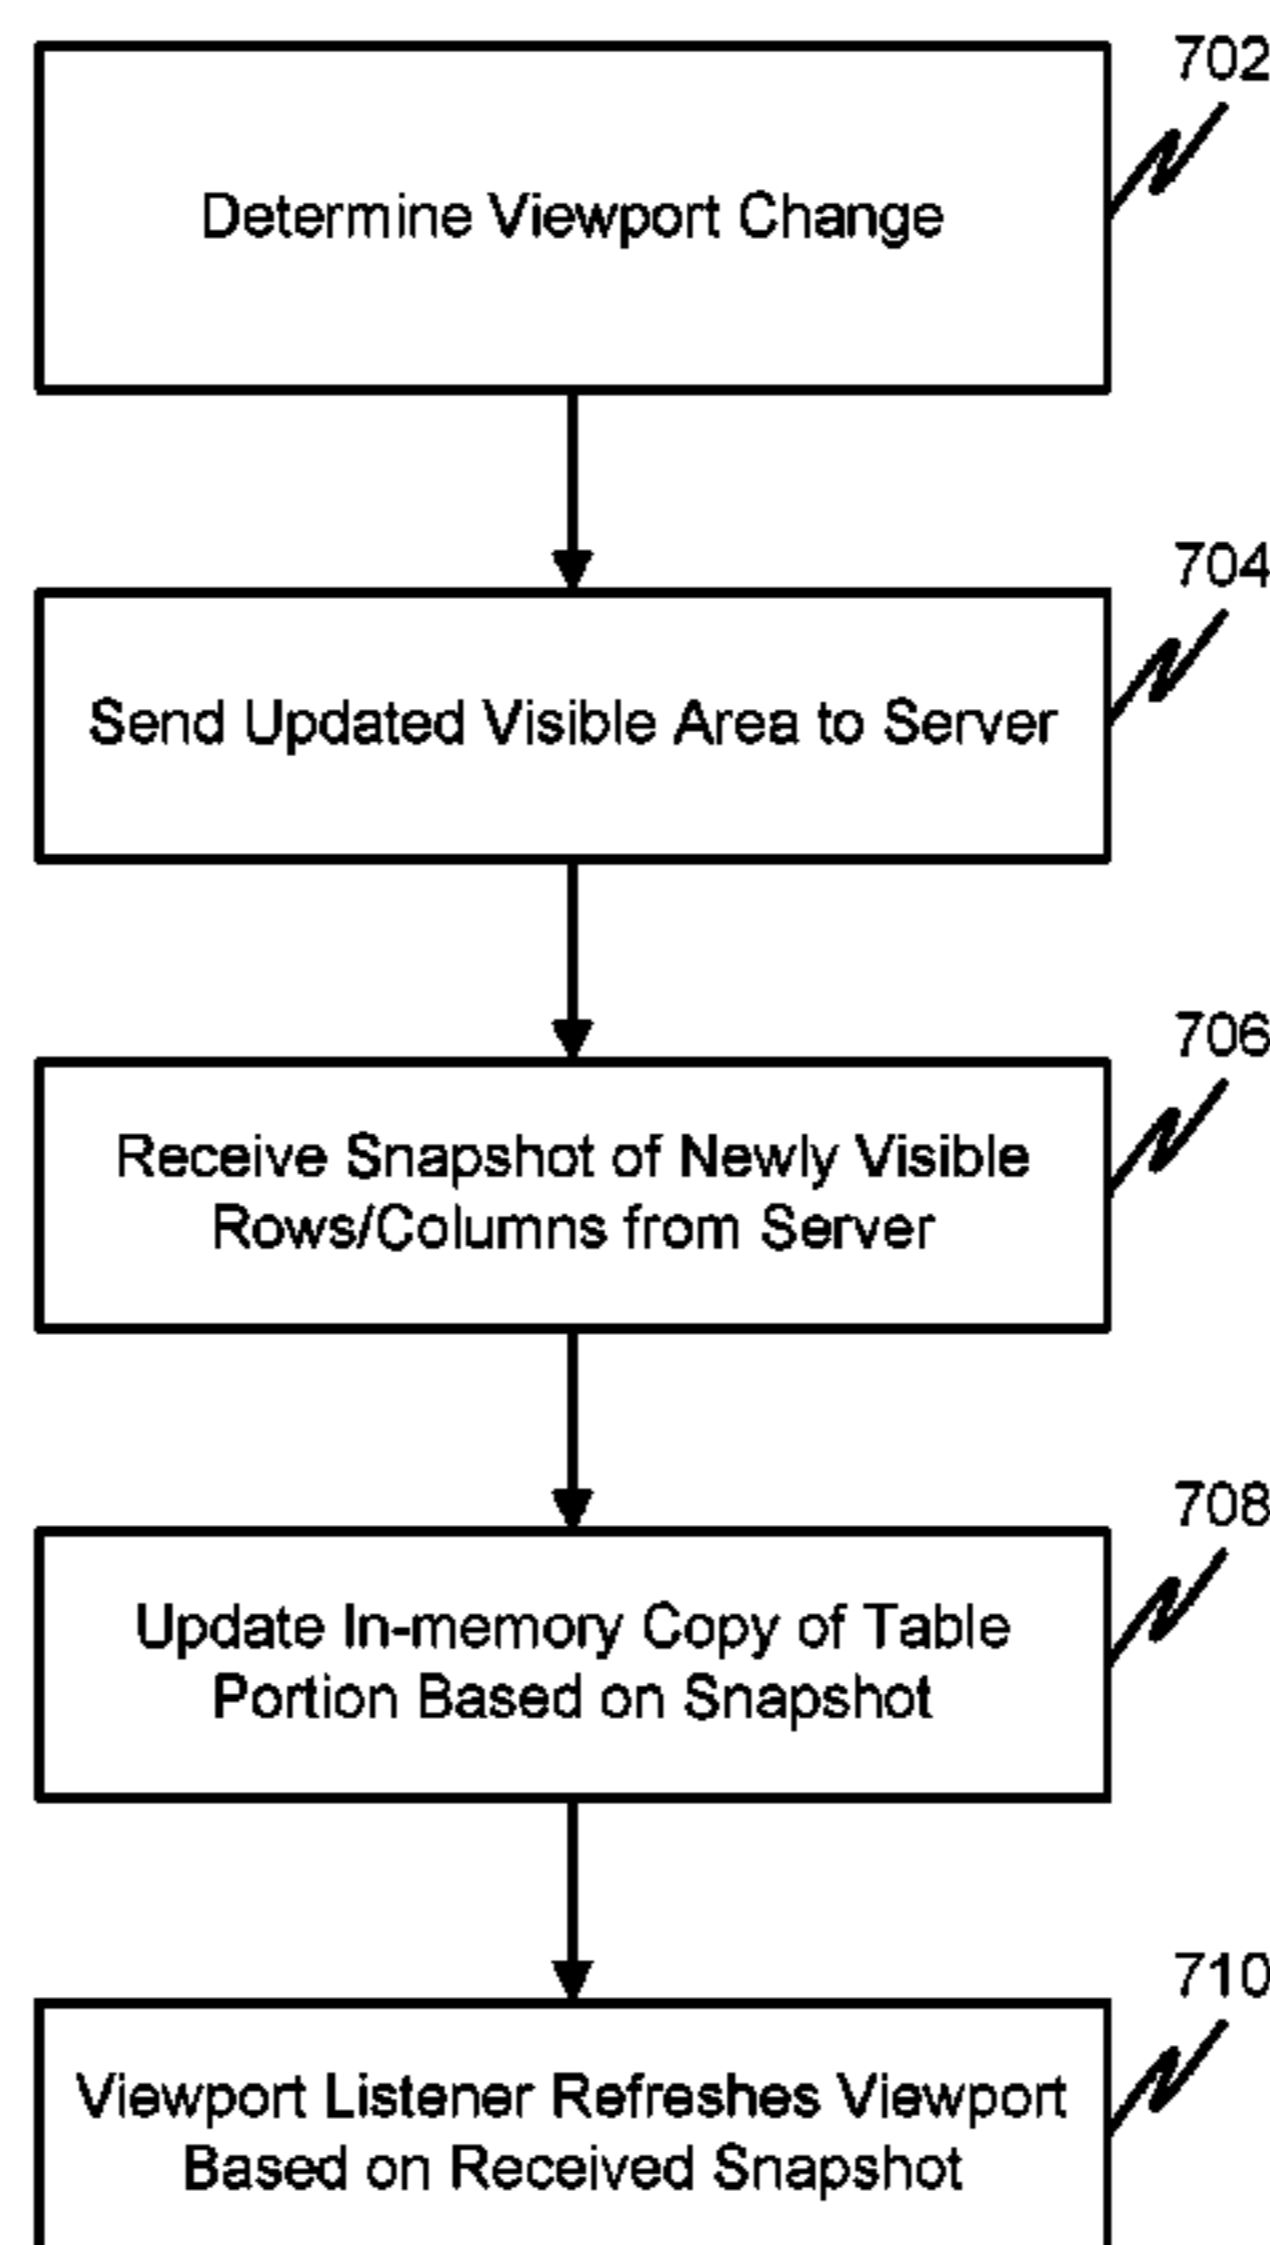 702
Determine Viewport Change
704
Send Updated Visible Area to Server
706
Receive Snapshot of Newly Visible
Rows/Columns from Server
708
Update In-memory Copy of Table
Portion Based on Snapshot
710
Viewport Listener Refreshes Viewport
Based on Received Snapshot